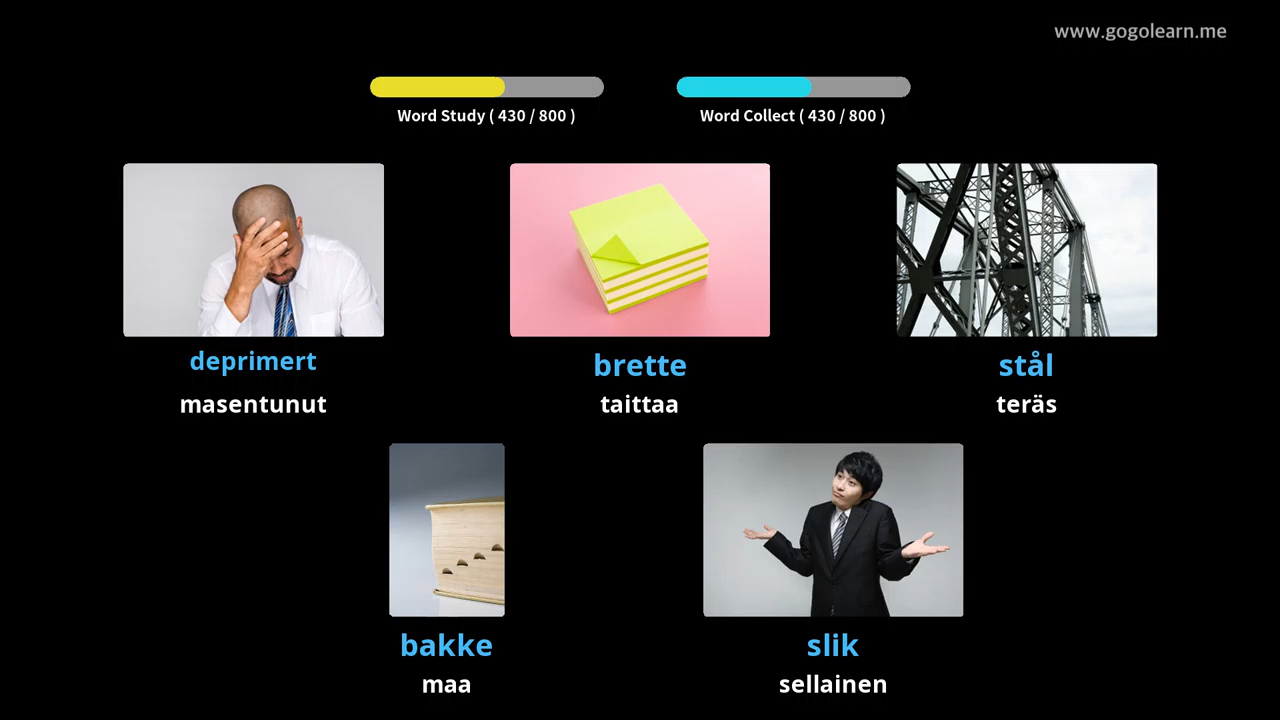 www.gogolearn.me
Word Study ( 430 / 800 )
Word Collect ( 430 / 800 )
deprimert
masentunut
brette
taittaa
stål
teräs
bakke
maa
slik
sellainen